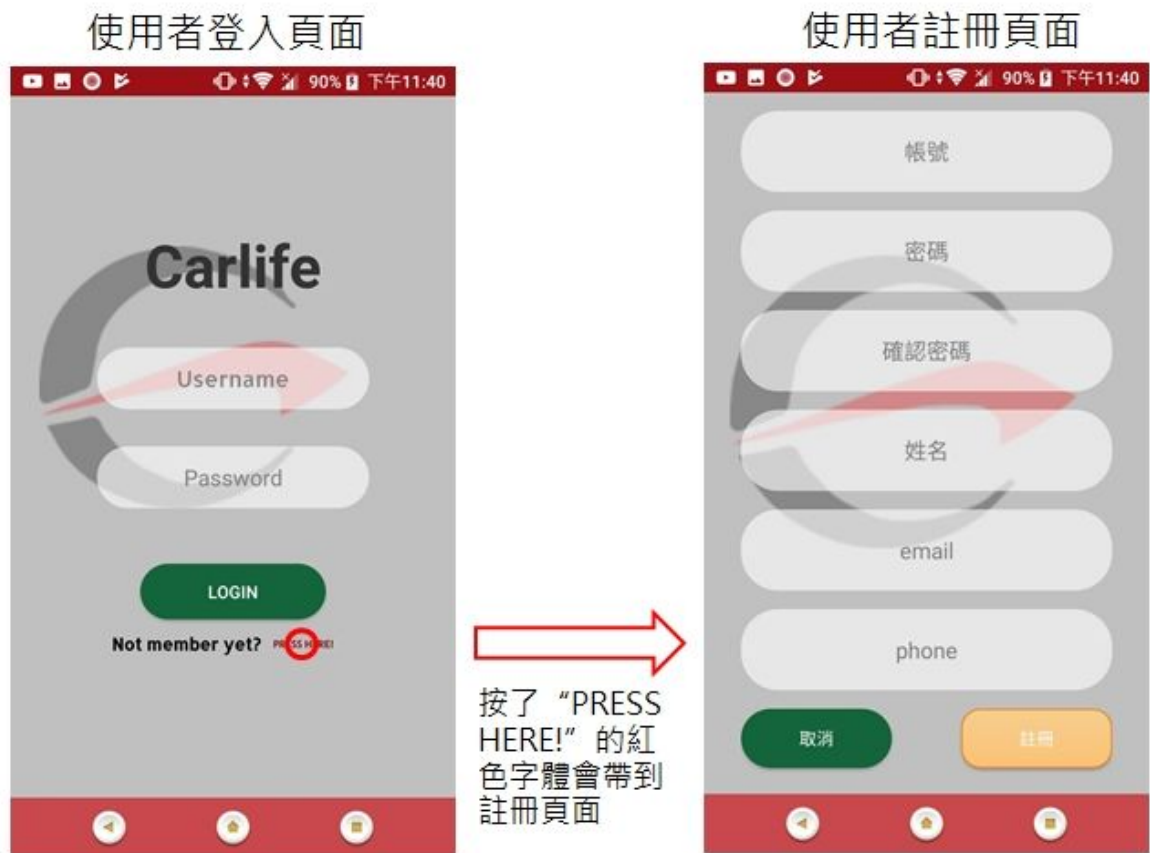 使用者登入頁面
使用者註冊頁面
90% 下午11:40
Carlife
Username
Password
LOGIN
Not member yet? PRESS HERE!
按了“PRESS
HERE!”的紅
色字體會帶到
註冊頁面
90% 下午11:40
帳號
密碼
確認密碼
姓名
email
phone
取消
註冊